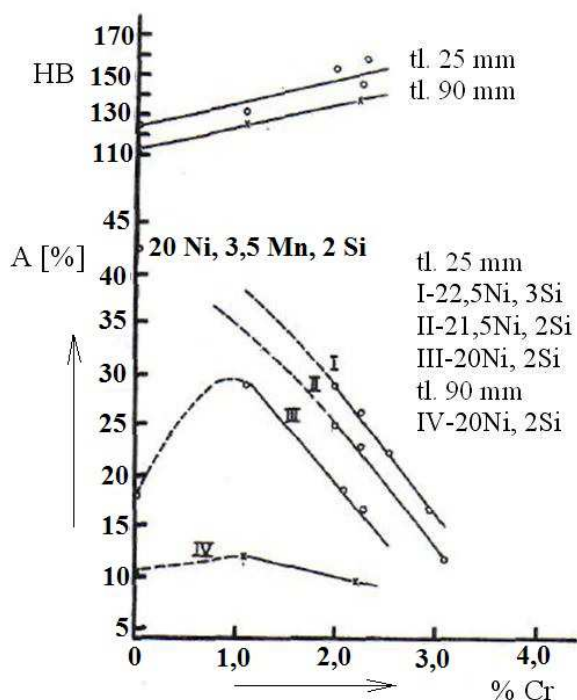 170
HB
150
130
110
tl. 25 mm
tl. 90 mm
45
A [%]
20 Ni, 3,5 Mn, 2 Si
40
35
30
25
20
15
10
5
tl. 25 mm
I-22,5Ni, 3Si
II-21,5Ni, 2Si
III-20Ni, 2Si
tl. 90 mm
IV-20Ni, 2Si
I
II
III
IV
0
1,0
2,0
3,0
4,0
% Cr